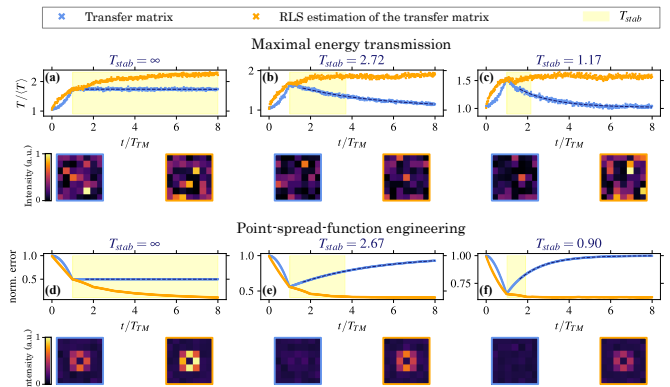 Transfer matrix
RLS estimation of the transfer matrix
T_stab
Maximal energy transmission
T_stab = ∞
T_stab = 2.72
T_stab = 1.17
T/⟨T⟩
2
1
(a)
0 2 4 6 8
t/T_TM
2
1
(b)
0 2 4 6 8
t/T_TM
1.5
1.0
(c)
0 2 4 6 8
t/T_TM
Intensity (a.u.)
1
0
Point-spread-function engineering
T_stab = ∞
T_stab = 2.67
T_stab = 0.90
norm. error
1.0
0.5
(d)
0 2 4 6 8
t/T_TM
1.0
0.5
(e)
0 2 4 6 8
t/T_TM
1.00
0.75
(f)
0 2 4 6 8
t/T_TM
ntensity (a.u.)
1
0